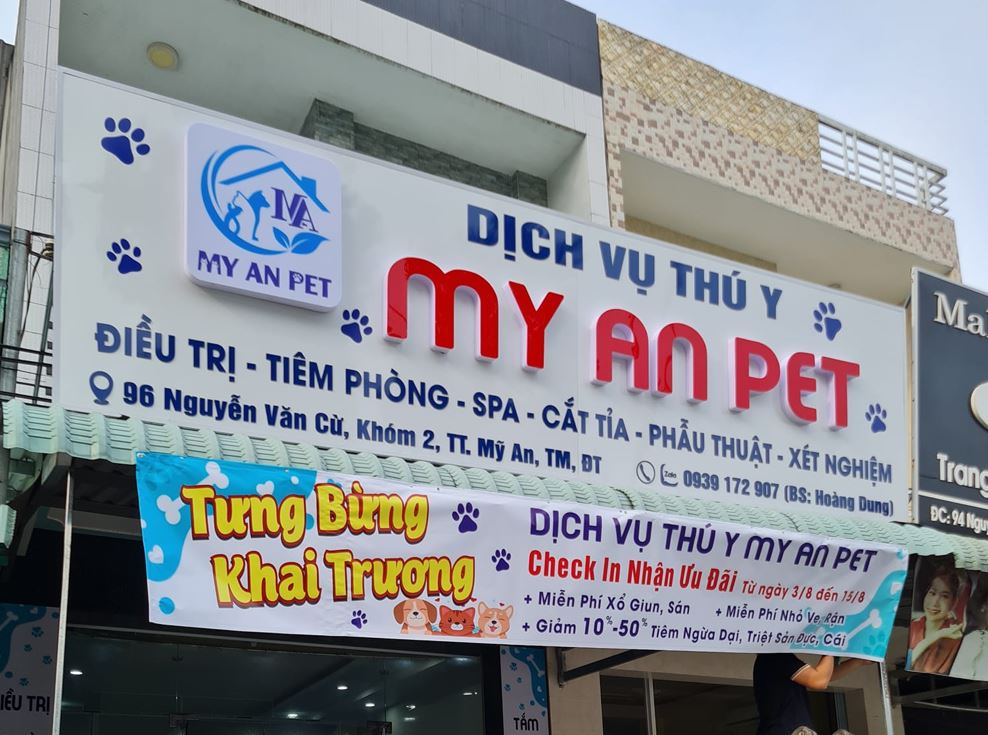 MA
MY AN PET
DỊCH VỤ THÚ Y
MY AN PET
ĐIỀU TRỊ - TIÊM PHÒNG - SPA - CẮT TỈA - PHẪU THUẬT - XÉT NGHIỆM
96 Nguyễn Văn Cừ, Khóm 2, TT. Mỹ An, TM, ĐT
Zalo 0939 172 907 (BS: Hoàng Dung)
Tưng Bừng
Khai Trương
DỊCH VỤ THÚ Y MY AN PET
Check In Nhận Ưu Đãi Từ ngày 3/8 đến 15/8
+ Miễn Phí Xổ Giun, Sán + Miễn Phí Nhỏ Ve, Rận
+ Giảm 10%-50% Tiêm Ngừa Dại, Triệt Sản Đực, Cái
Trang
ĐC: 94
IỀU TRỊ
TẮM